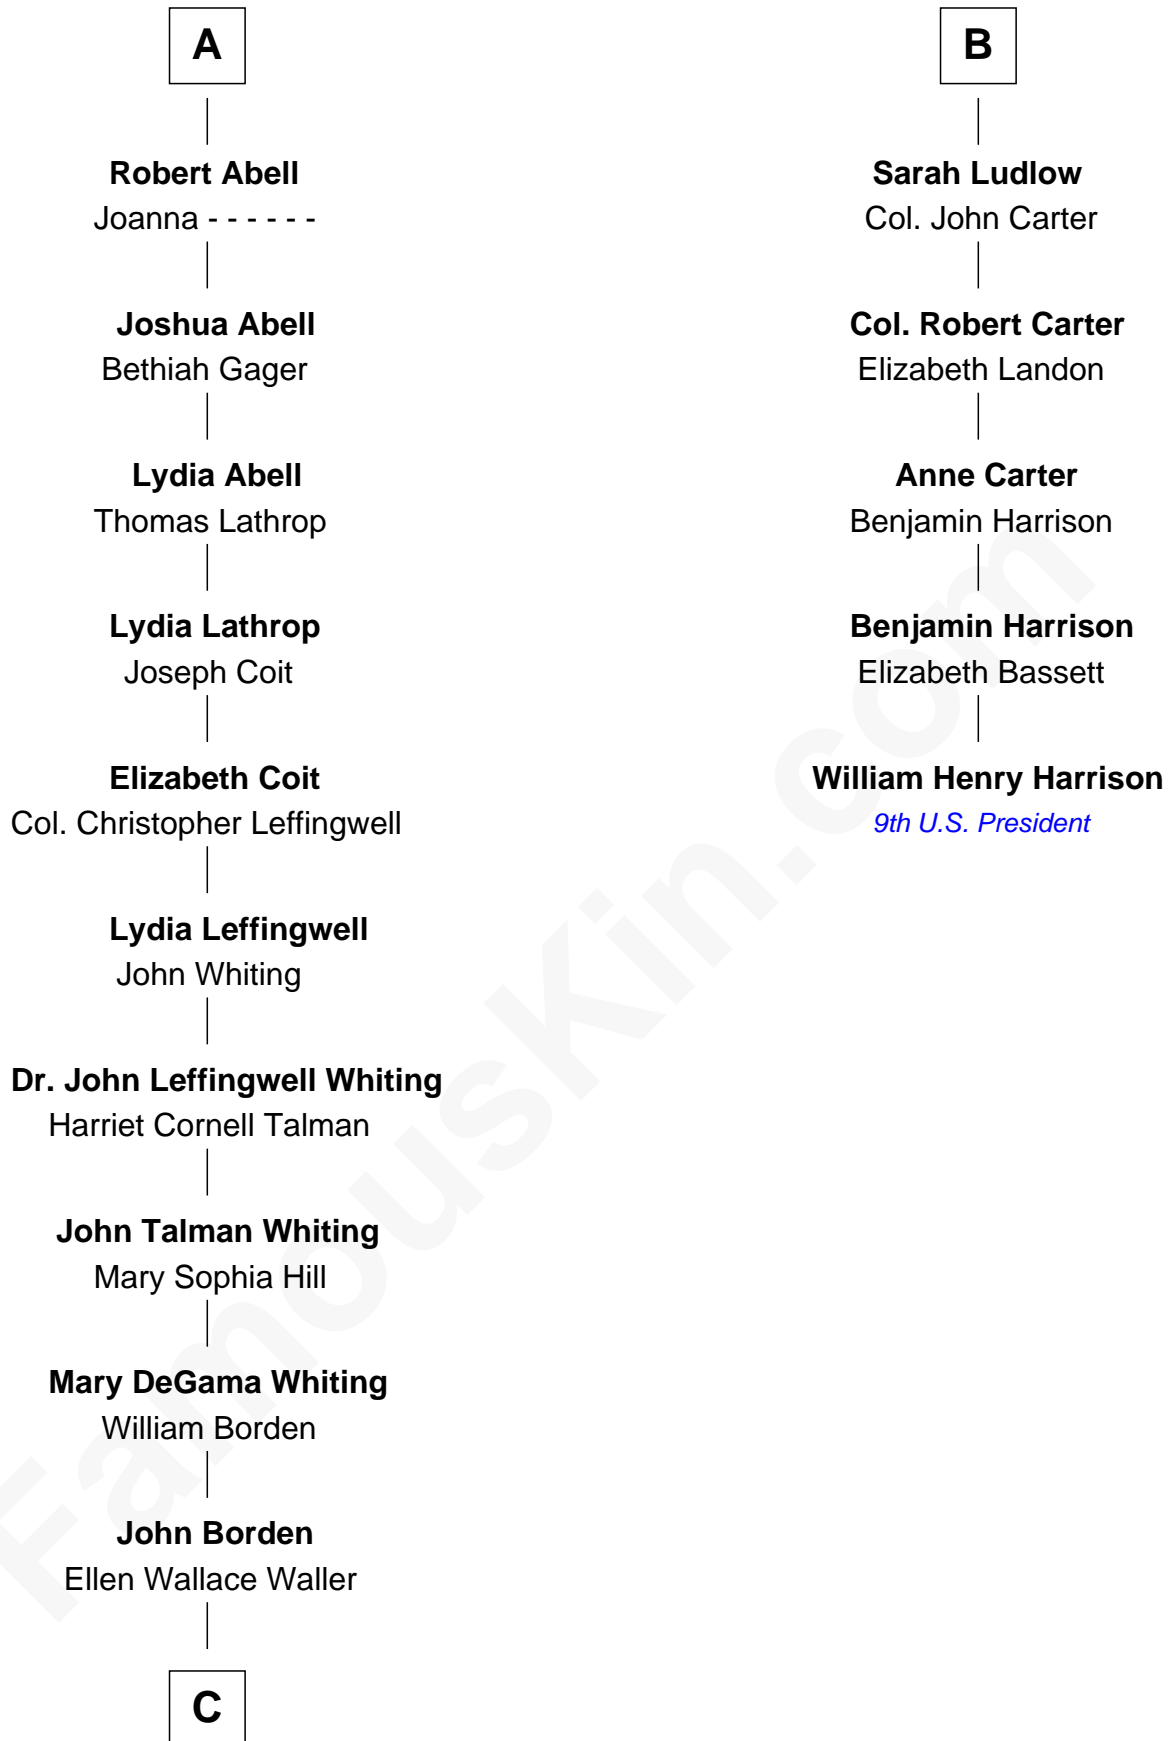 A
Robert Abell
Joanna - - - - - -
Joshua Abell
Bethiah Gager
Lydia Abell
Thomas Lathrop
Lydia Lathrop
Joseph Coit
Elizabeth Coit
Col. Christopher Leffingwell
Lydia Leffingwell
John Whiting
Dr. John Leffingwell Whiting
Harriet Cornell Talman
John Talman Whiting
Mary Sophia Hill
Mary DeGama Whiting
William Borden
John Borden
Ellen Wallace Waller
C
B
Sarah Ludlow
Col. John Carter
Col. Robert Carter
Elizabeth Landon
Anne Carter
Benjamin Harrison
Benjamin Harrison
Elizabeth Bassett
William Henry Harrison
9th U.S. President
FamousKin.com